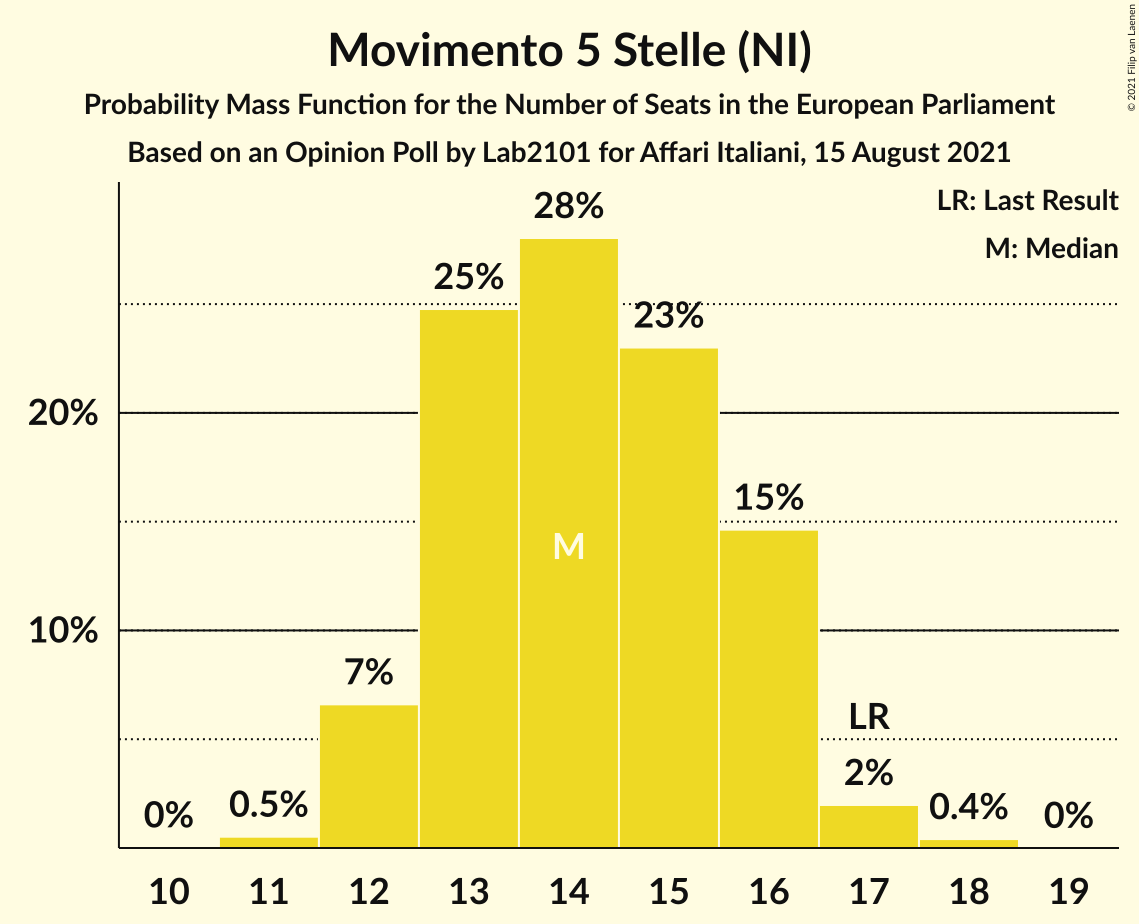 © 2021 Filip van Laenen
Movimento 5 Stelle (NI)
Probability Mass Function for the Number of Seats in the European Parliament
Based on an Opinion Poll by Lab2101 for Affari Italiani, 15 August 2021
LR: Last Result
M: Median
28%
25%
23%
20%
15%
M
10%
7%
LR
2%
0%
0.5%
0.4%
0%
10 11 12 13 14 15 16 17 18 19